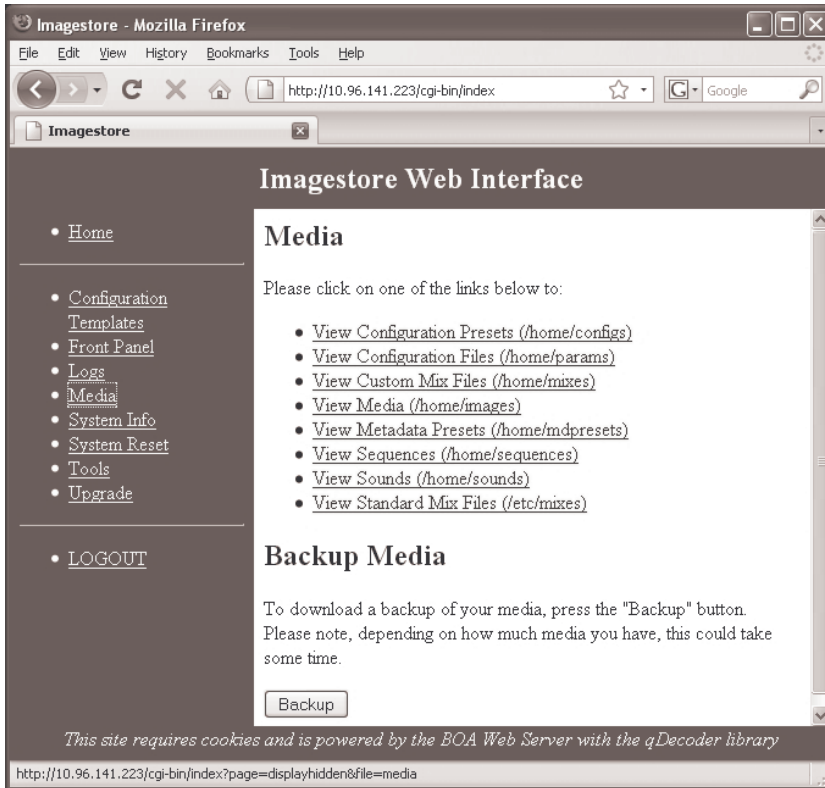 Imagestore - Mozilla Firefox
File Edit View History Bookmarks Tools Help
http://10.96.141.223/cgi-bin/index
G Google
Imagestore
Imagestore Web Interface
Home
Configuration
Templates
Front Panel
Logs
Media
System Info
System Reset
Tools
Upgrade
LOGOUT
Media
Please click on one of the links below to:
View Configuration Presets (/home/configs)
View Configuration Files (/home/params)
View Custom Mix Files (/home/mixes)
View Media (/home/images)
View Metadata Presets (/home/mdpresets)
View Sequences (/home/sequences)
View Sounds (/home/sounds)
View Standard Mix Files (/etc/mixes)
Backup Media
To download a backup of your media, press the "Backup" button.
Please note, depending on how much media you have, this could take
some time.
Backup
This site requires cookies and is powered by the BOA Web Server with the qDecoder library
http://10.96.141.223/cgi-bin/index?page=displayhidden&file=media